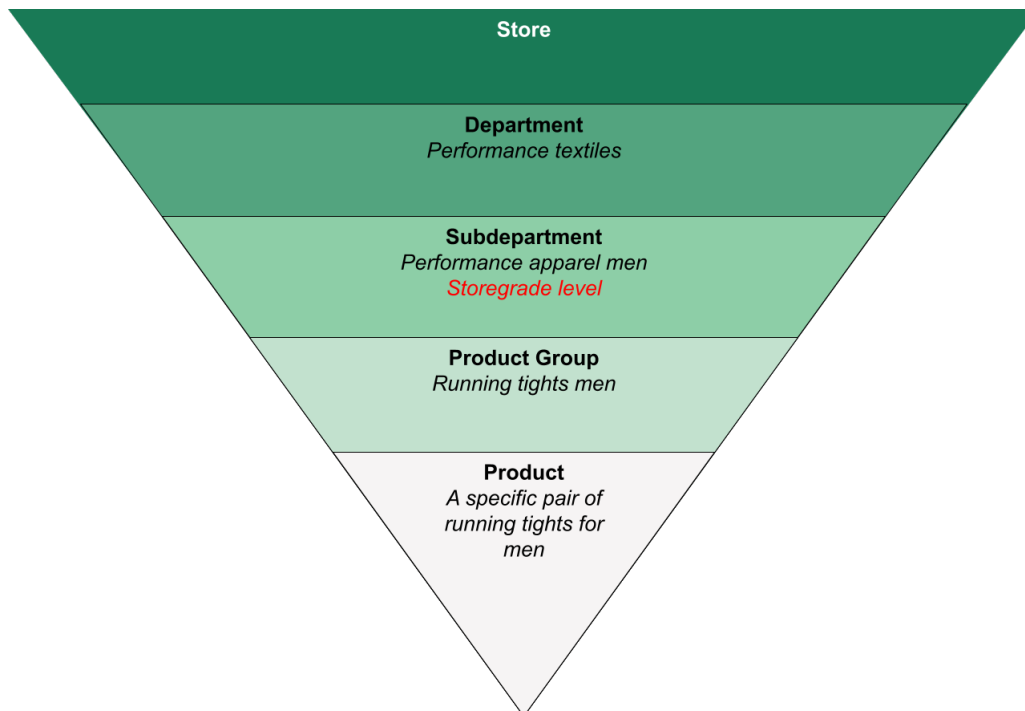 Store
Department
Performance textiles
Subdepartment
Performance apparel men
Storegrade level
Product Group
Running tights men
Product
A specific pair of
running tights for
men